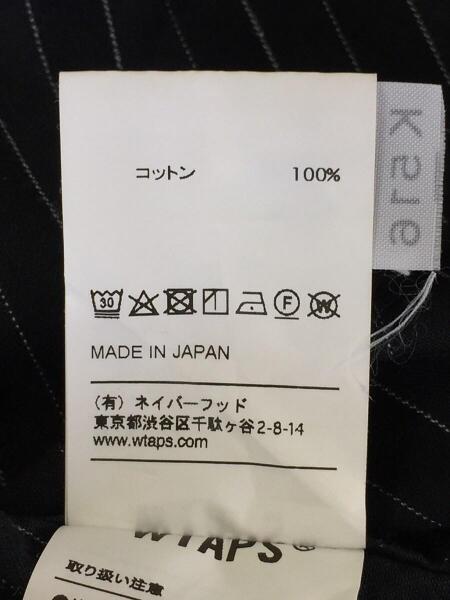 コットン 100%
30 F W
MADE IN JAPAN
(有) ネイバーフッド
東京都渋谷区千駄ヶ谷2-8-14
www.wtaps.com
WTAPS®
取り扱い注意